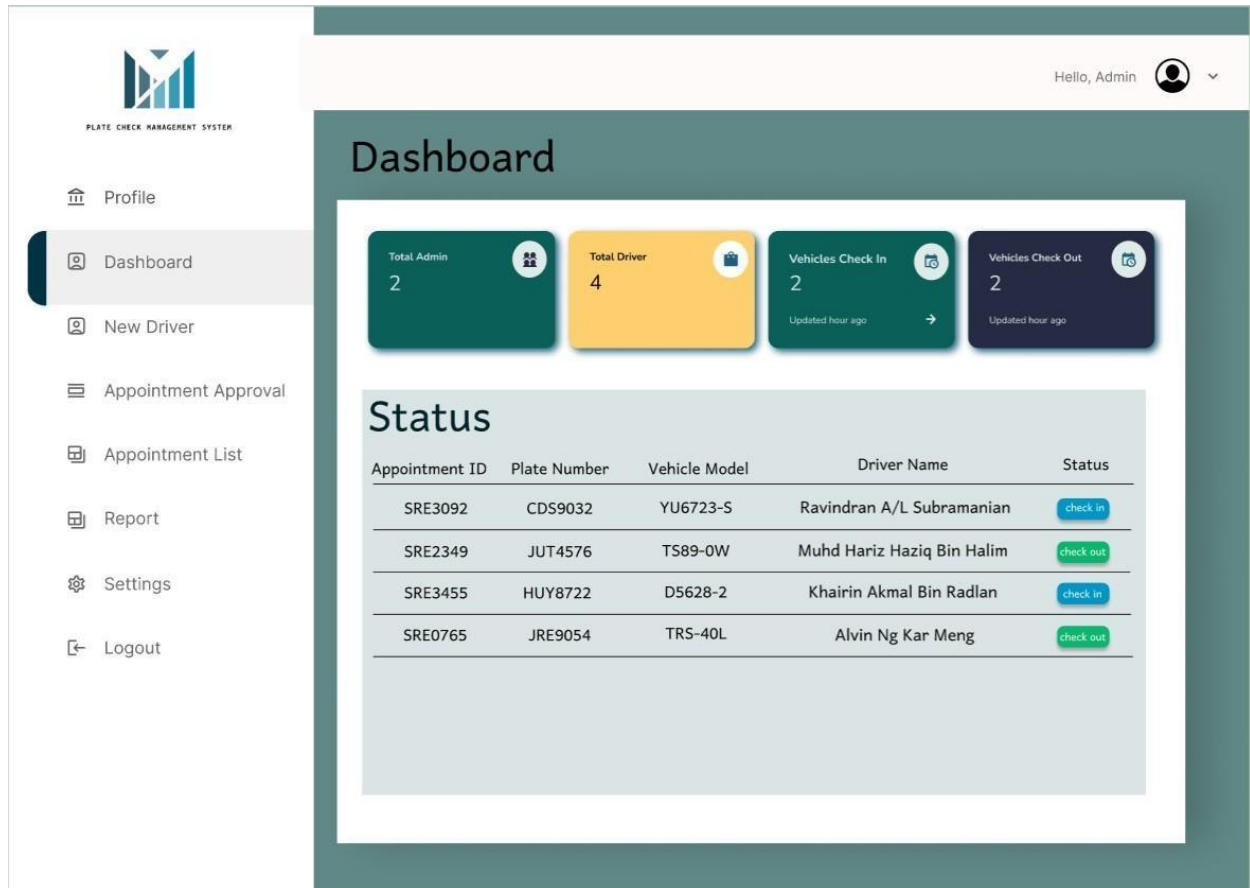 PLATE CHECK MANAGEMENT SYSTEM
Hello, Admin
Profile
Dashboard
New Driver
Appointment Approval
Appointment List
Report
Settings
Logout
Dashboard
Total Admin
2
Total Driver
4
Vehicles Check In
2
Updated hour ago
Vehicles Check Out
2
Updated hour ago
Status
Appointment ID Plate Number Vehicle Model Driver Name Status
SRE3092 CDS9032 YU6723-S Ravindran A/L Subramanian check in
SRE2349 JUT4576 TS89-0W Muhd Hariz Haziq Bin Halim check out
SRE3455 HUY8722 D5628-2 Khairin Akmal Bin Radlan check in
SRE0765 JRE9054 TRS-40L Alvin Ng Kar Meng check out